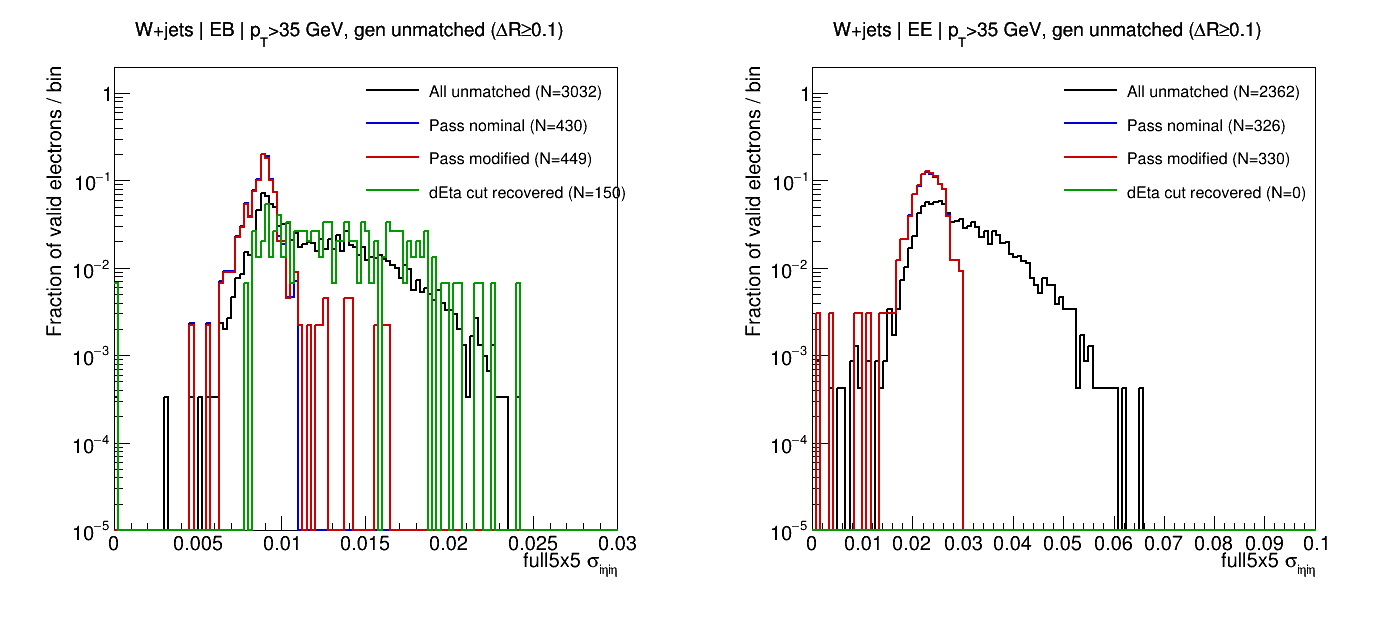 W+jets | EB | pT>35 GeV, gen unmatched (ΔR≥0.1)
Fraction of valid electrons / bin
All unmatched (N=3032)
Pass nominal (N=430)
Pass modified (N=449)
dEta cut recovered (N=150)
1
10−1
10−2
10−3
10−4
10−5
0 0.005 0.01 0.015 0.02 0.025 0.03
full5x5 σiηiη
W+jets | EE | pT>35 GeV, gen unmatched (ΔR≥0.1)
Fraction of valid electrons / bin
All unmatched (N=2362)
Pass nominal (N=326)
Pass modified (N=330)
dEta cut recovered (N=0)
1
10−1
10−2
10−3
10−4
10−5
0 0.01 0.02 0.03 0.04 0.05 0.06 0.07 0.08 0.09 0.1
full5x5 σiηiη